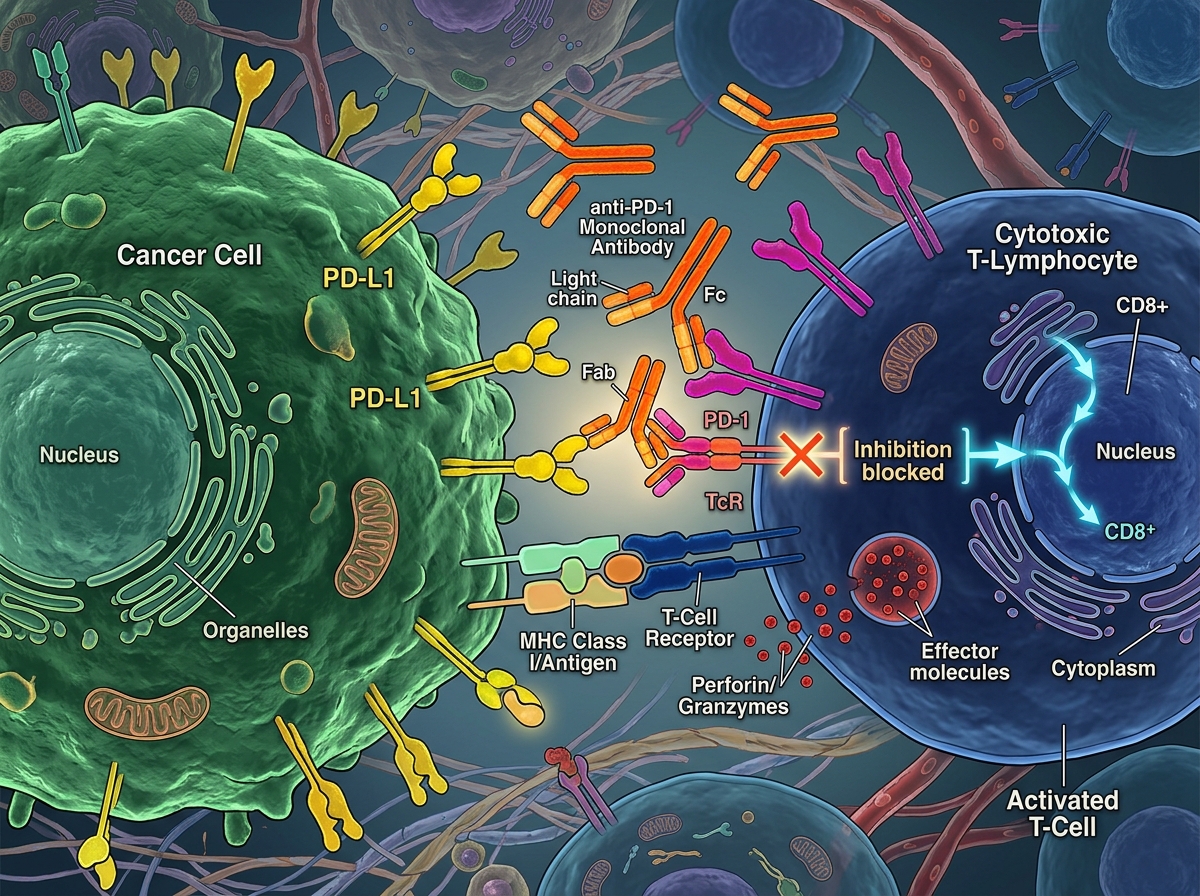 Cancer Cell
PD-L1
PD-L1
Nucleus
Organelles
anti-PD-1
Monoclonal
Antibody
Light
chain
Fc
Fab
PD-1
TcR
MHC Class
I/Antigen
T-Cell
Receptor
Perforin/
Granzymes
Cytotoxic
T-Lymphocyte
CD8+
Inhibition
blocked
Nucleus
CD8⁺
Effector
molecules
Cytoplasm
Activated
T-Cell